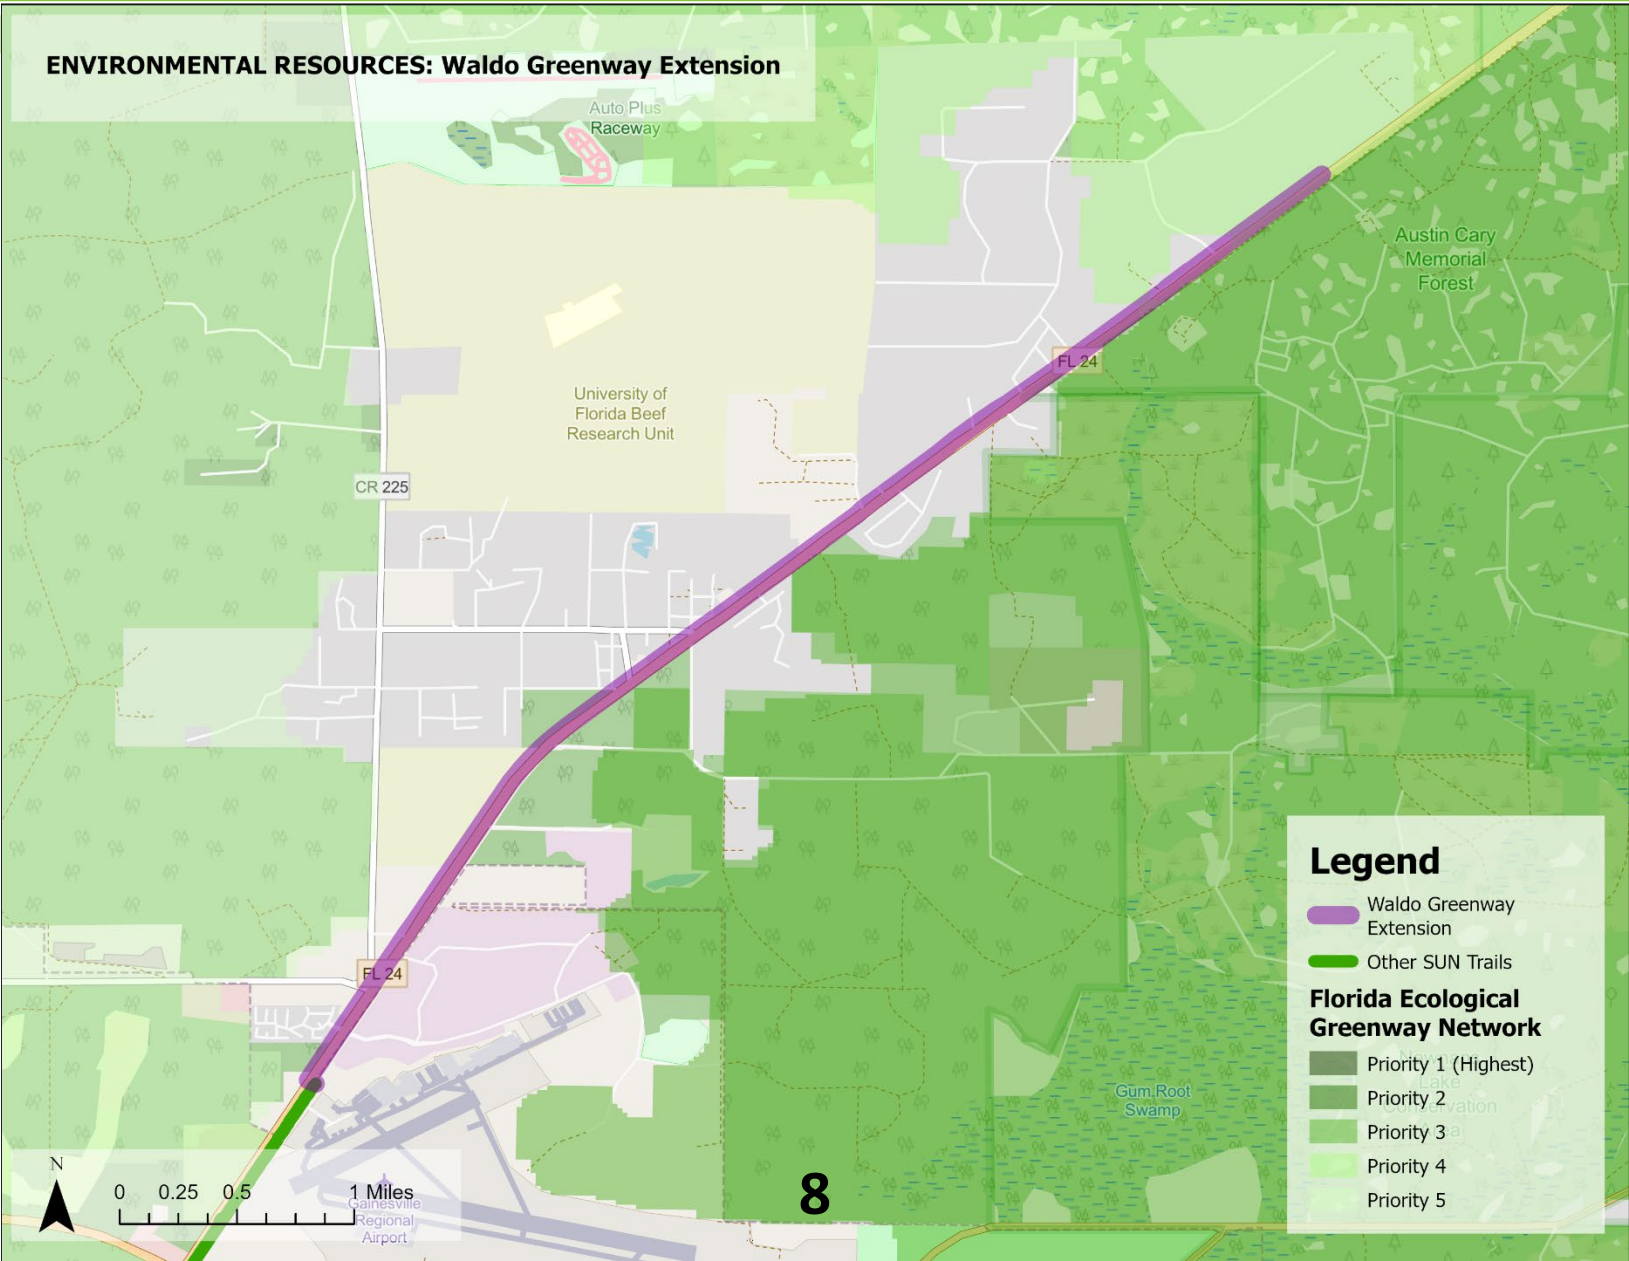 ENVIRONMENTAL RESOURCES: Waldo Greenway Extension
Auto Plus
Raceway
Austin Cary
Memorial
Forest
FL 24
University of
Florida Beef
Research Unit
CR 225
FL 24
Gum Root
Swamp
Legend
Waldo Greenway
Extension
Other SUN Trails
Florida Ecological
Greenway Network
Priority 1 (Highest)
Priority 2
Priority 3
Priority 4
Priority 5
Lake
Conservation
N
0 0.25 0.5 1 Miles
Gainesville
Regional
Airport
8